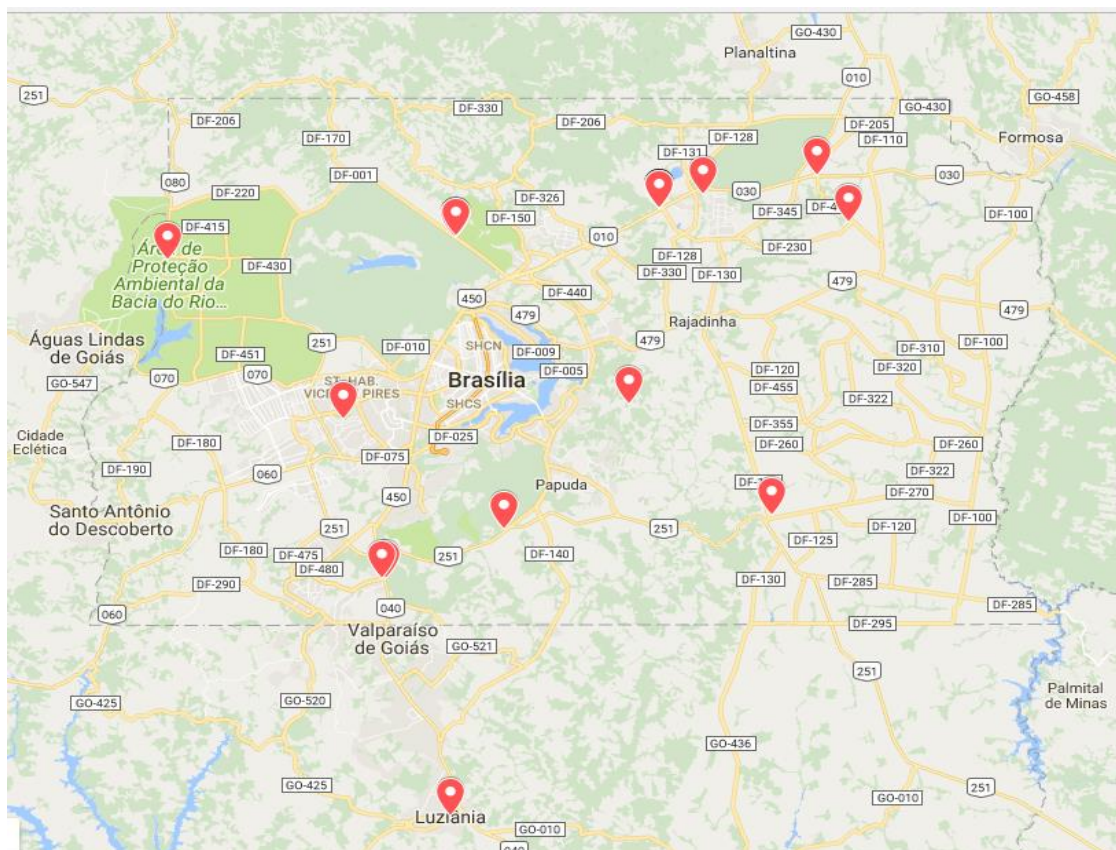 GO-430
Planaltina
010
251
GO-458
GO-430
DF-330
DF-206
DF-206
DF-205
DF-170
DF-128
DF-110
Formosa
DF-131
080
DF-001
030
030
DF-220
DF-326
DF-345
DF-100
DF-415
DF-150
010
DF-230
Área de
Proteção
Ambiental da
Bacia do Rio...
DF-430
DF-128
DF-330
DF-130
479
DF-440
450
479
479
Rajadinha
Águas Lindas
de Goiás
251
SHCN
DF-010
DF-009
479
DF-310
DF-100
DF-451
DF-320
GO-547
070
070
Brasília
DF-005
DF-120
DF-455
SHCS
DF-322
Cidade
Eclética
DF-180
DF-025
DF-355
DF-260
DF-260
DF-075
DF-190
060
DF-322
450
Papuda
DF-270
Santo Antônio
do Descoberto
DF-100
251
251
DF-120
DF-180
DF-475
251
DF-140
DF-125
DF-480
DF-290
DF-130
DF-285
040
DF-285
060
DF-295
Valparaíso
de Goiás
GO-521
251
Palmital
de Minas
GO-425
GO-520
GO-436
GO-425
251
GO-010
Luziânia
GO-010
040